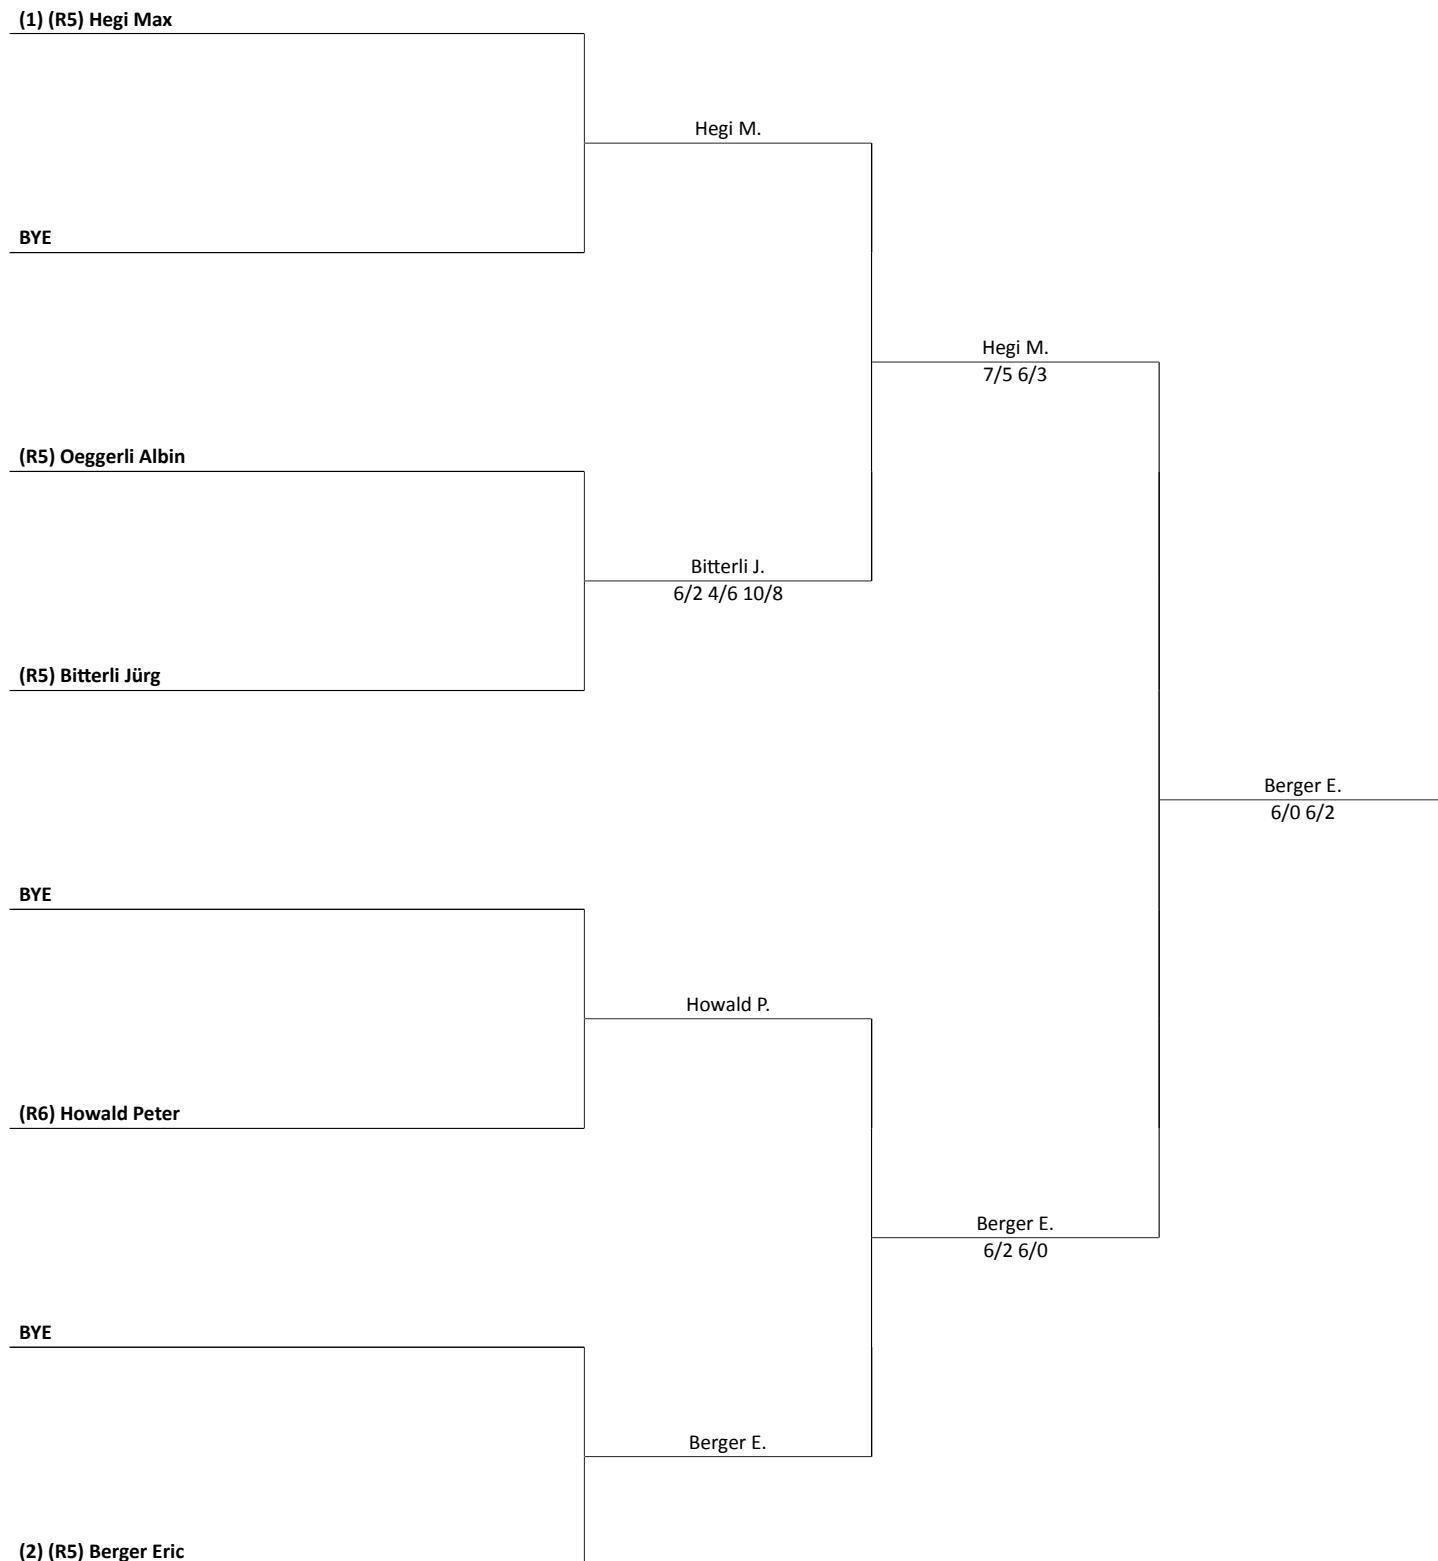 (1) (R5) Hegi Max
Hegi M.
BYE
Hegi M.
7/5 6/3
(R5) Oeggerli Albin
Bitterli J.
6/2 4/6 10/8
(R5) Bitterli Jürg
Berger E.
6/0 6/2
BYE
Howald P.
(R6) Howald Peter
Berger E.
6/2 6/0
BYE
Berger E.
(2) (R5) Berger Eric